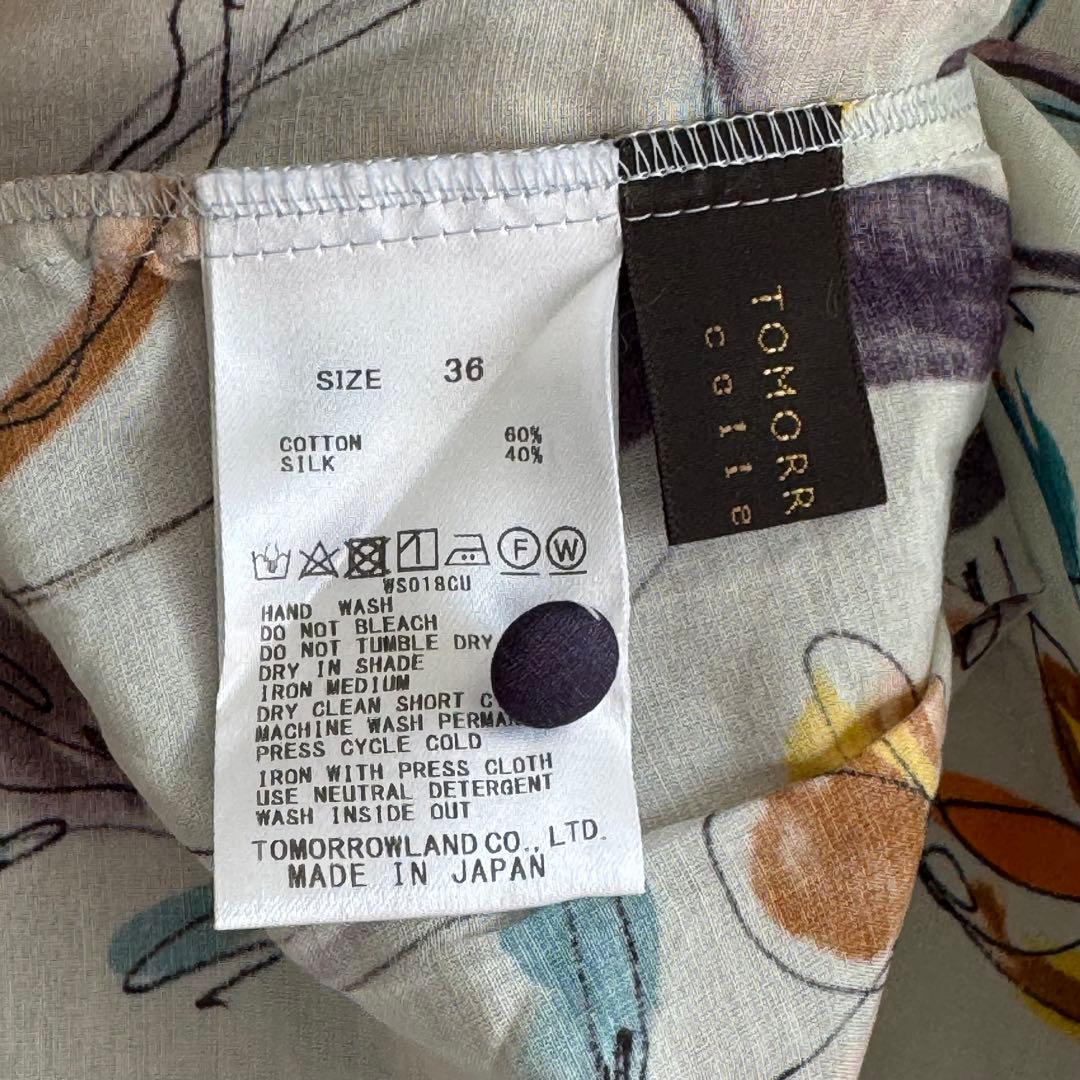 SIZE 36
COTTON 60%
SILK 40%
F W
WS018CU
HAND WASH
DO NOT BLEACH
DO NOT TUMBLE DRY
DRY IN SHADE
IRON MEDIUM
DRY CLEAN SHORT C
MACHINE WASH PERMA
PRESS CYCLE COLD
IRON WITH PRESS CLOTH
USE NEUTRAL DETERGENT
WASH INSIDE OUT
TOMORROWLAND CO., LTD.
MADE IN JAPAN
TOMORR
colle